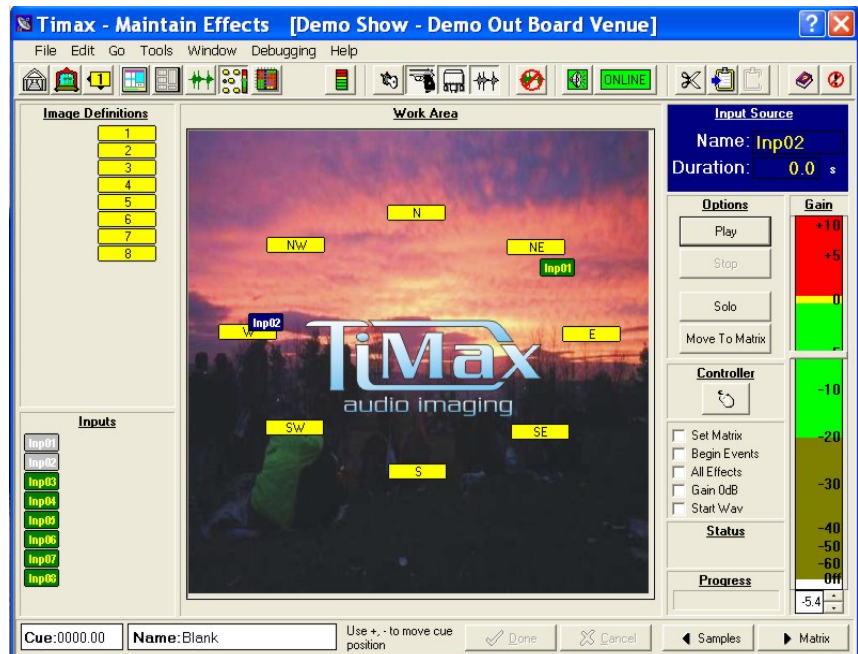 Timax - Maintain Effects [Demo Show - Demo Out Board Venue]
File Edit Go Tools Window Debugging Help
ONLINE
Image Definitions
1
2
3
4
5
6
7
8
Inputs
Inp01
Inp02
Inp03
Inp04
Inp05
Inp06
Inp07
Inp08
Work Area
N
NW
NE
Inp01
Inp02
W
E
TiMax
audio imaging
SW
SE
S
Input Source
Name: Inp02
Duration: 0.0 s
Options
Play
Stop
Solo
Move To Matrix
Controller
Set Matrix
Begin Events
All Effects
Gain 0dB
Start Wav
Status
Progress
Gain
+10
+5
0
-10
-20
-30
-40
-50
-60
Off
-5.4
Cue:0000.00
Name:Blank
Use +, - to move cue
position
Done
Cancel
Samples
Matrix